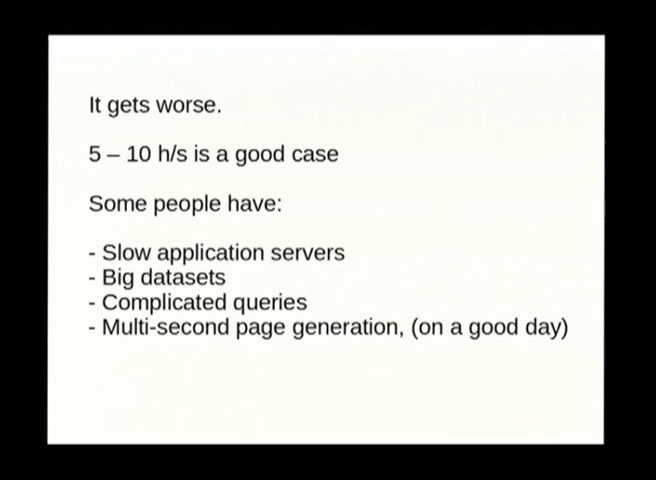 It gets worse.
5 – 10 h/s is a good case
Some people have:
- Slow application servers
- Big datasets
- Complicated queries
- Multi-second page generation, (on a good day)